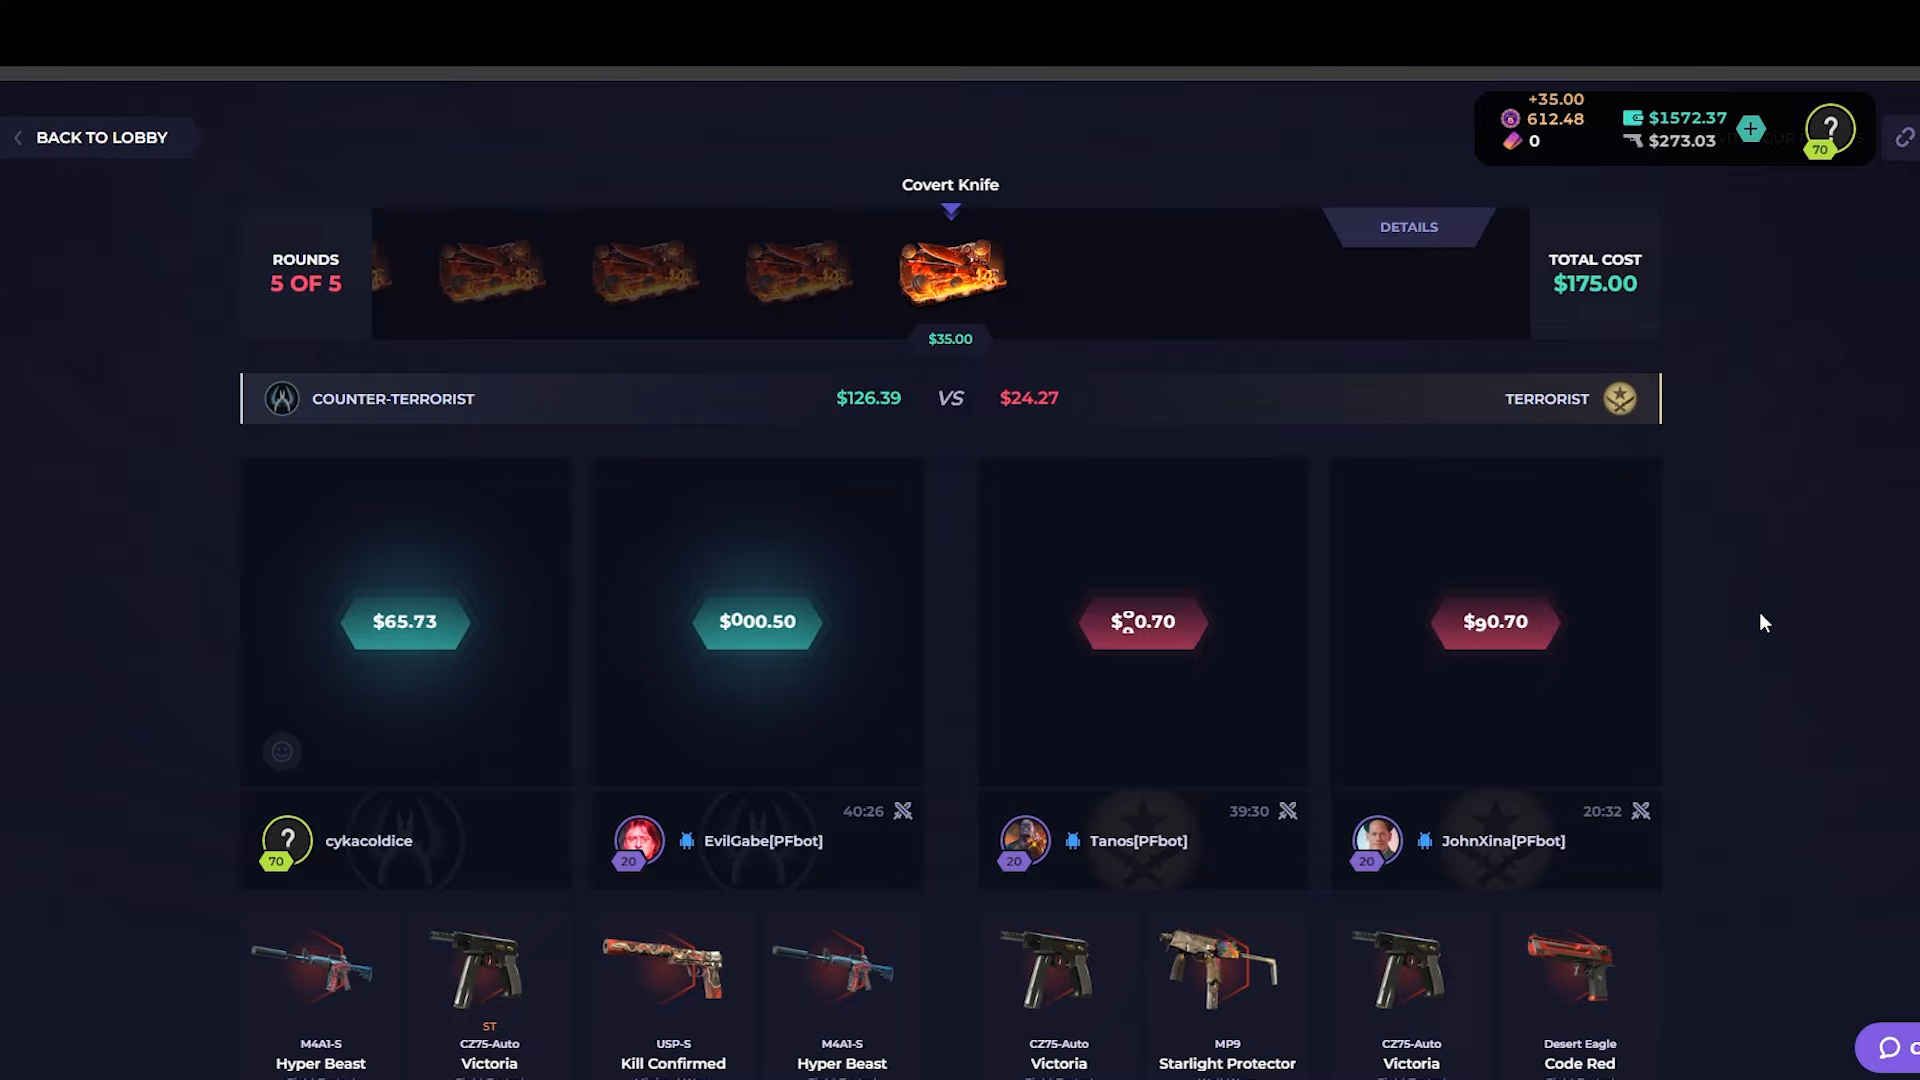 +35.00
612.48
$1572.37
0
$273.03
70
BACK TO LOBBY
Covert Knife
DETAILS
ROUNDS
5 OF 5
TOTAL COST
$175.00
$35.00
COUNTER-TERRORIST
$126.39
VS
$24.27
TERRORIST
$65.73
$000.50
0.70
$90.70
40:26
39:30
20:32
cykacoldice
70
EvilGabe[PFbot]
20
Tanos[PFbot]
20
JohnXina[PFbot]
20
ST
M4A1-S
Hyper Beast
CZ75-Auto
Victoria
USP-S
Kill Confirmed
M4A1-S
Hyper Beast
CZ75-Auto
Victoria
MP9
Starlight Protector
CZ75-Auto
Victoria
Desert Eagle
Code Red